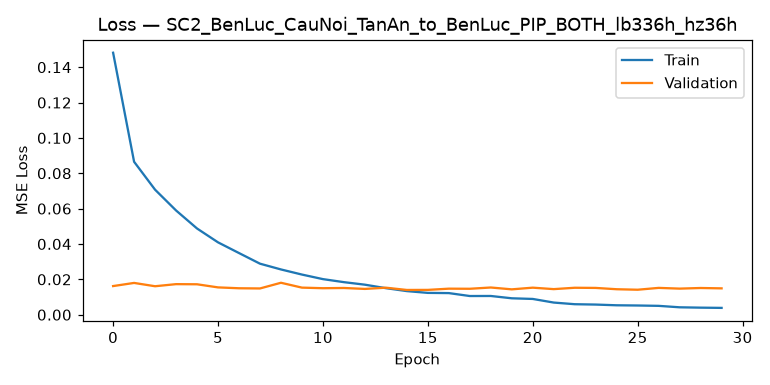 Loss — SC2_BenLuc_CauNoi_TanAn_to_BenLuc_PIP_BOTH_lb336h_hz36h
Train
Validation
MSE Loss
0.14
0.12
0.10
0.08
0.06
0.04
0.02
0.00
0 5 10 15 20 25 30
Epoch